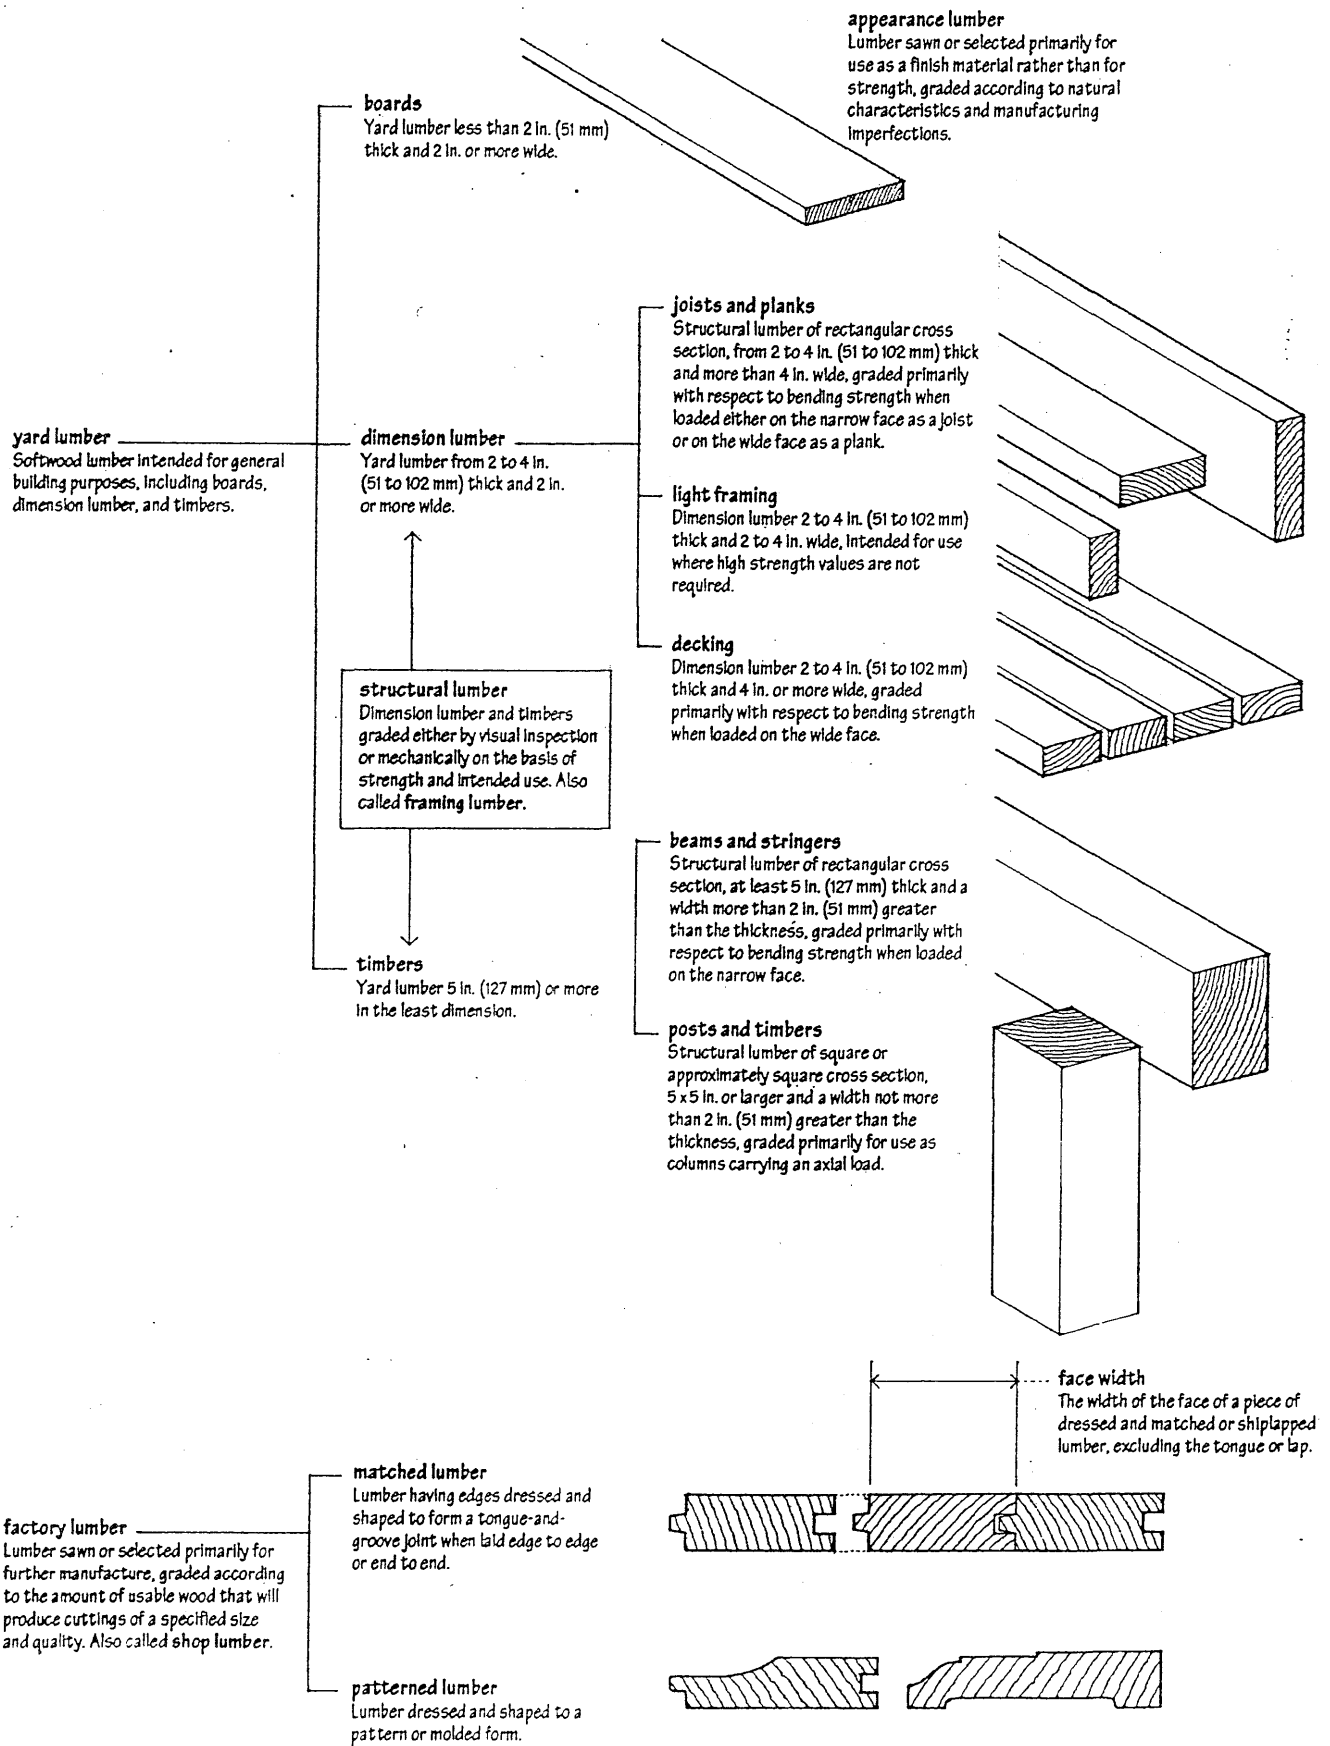 appearance lumber
Lumber sawn or selected primarily for
use as a finish material rather than for
strength, graded according to natural
characteristics and manufacturing
imperfections.
boards
Yard lumber less than 2 in. (51 mm)
thick and 2 in. or more wide.
joists and planks
Structural lumber of rectangular cross
section, from 2 to 4 in. (51 to 102 mm) thick
and more than 4 in. wide, graded primarily
with respect to bending strength when
loaded either on the narrow face as a joist
or on the wide face as a plank.
yard lumber
Softwood lumber intended for general
building purposes, including boards,
dimension lumber, and timbers.
dimension lumber
Yard lumber from 2 to 4 in.
(51 to 102 mm) thick and 2 in.
or more wide.
light framing
Dimension lumber 2 to 4 in. (51 to 102 mm)
thick and 2 to 4 in. wide, intended for use
where high strength values are not
required.
decking
Dimension lumber 2 to 4 in. (51 to 102 mm)
thick and 4 in. or more wide, graded
primarily with respect to bending strength
when loaded on the wide face.
structural lumber
Dimension lumber and timbers
graded either by visual inspection
or mechanically on the basis of
strength and intended use. Also
called framing lumber.
beams and stringers
Structural lumber of rectangular cross
section, at least 5 in. (127 mm) thick and a
width more than 2 in. (51 mm) greater
than the thickness, graded primarily with
respect to bending strength when loaded
on the narrow face.
timbers
Yard lumber 5 in. (127 mm) or more
in the least dimension.
posts and timbers
Structural lumber of square or
approximately square cross section,
5 x 5 in. or larger and a width not more
than 2 in. (51 mm) greater than the
thickness, graded primarily for use as
columns carrying an axial load.
face width
The width of the face of a piece of
dressed and matched or shiplapped
lumber, excluding the tongue or lap.
matched lumber
Lumber having edges dressed and
shaped to form a tongue-and-
groove joint when laid edge to edge
or end to end.
factory lumber
Lumber sawn or selected primarily for
further manufacture, graded according
to the amount of usable wood that will
produce cuttings of a specified size
and quality. Also called shop lumber.
patterned lumber
Lumber dressed and shaped to a
pattern or molded form.